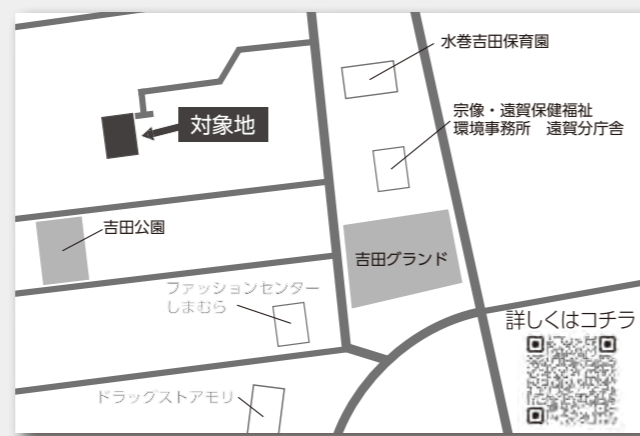 水巻吉田保育園
宗像・遠賀保健福祉
環境事務所　遠賀分庁舎
対象地
吉田公園
吉田グランド
ファッションセンター
しまむら
詳しくはコチラ
ドラッグストアモリ